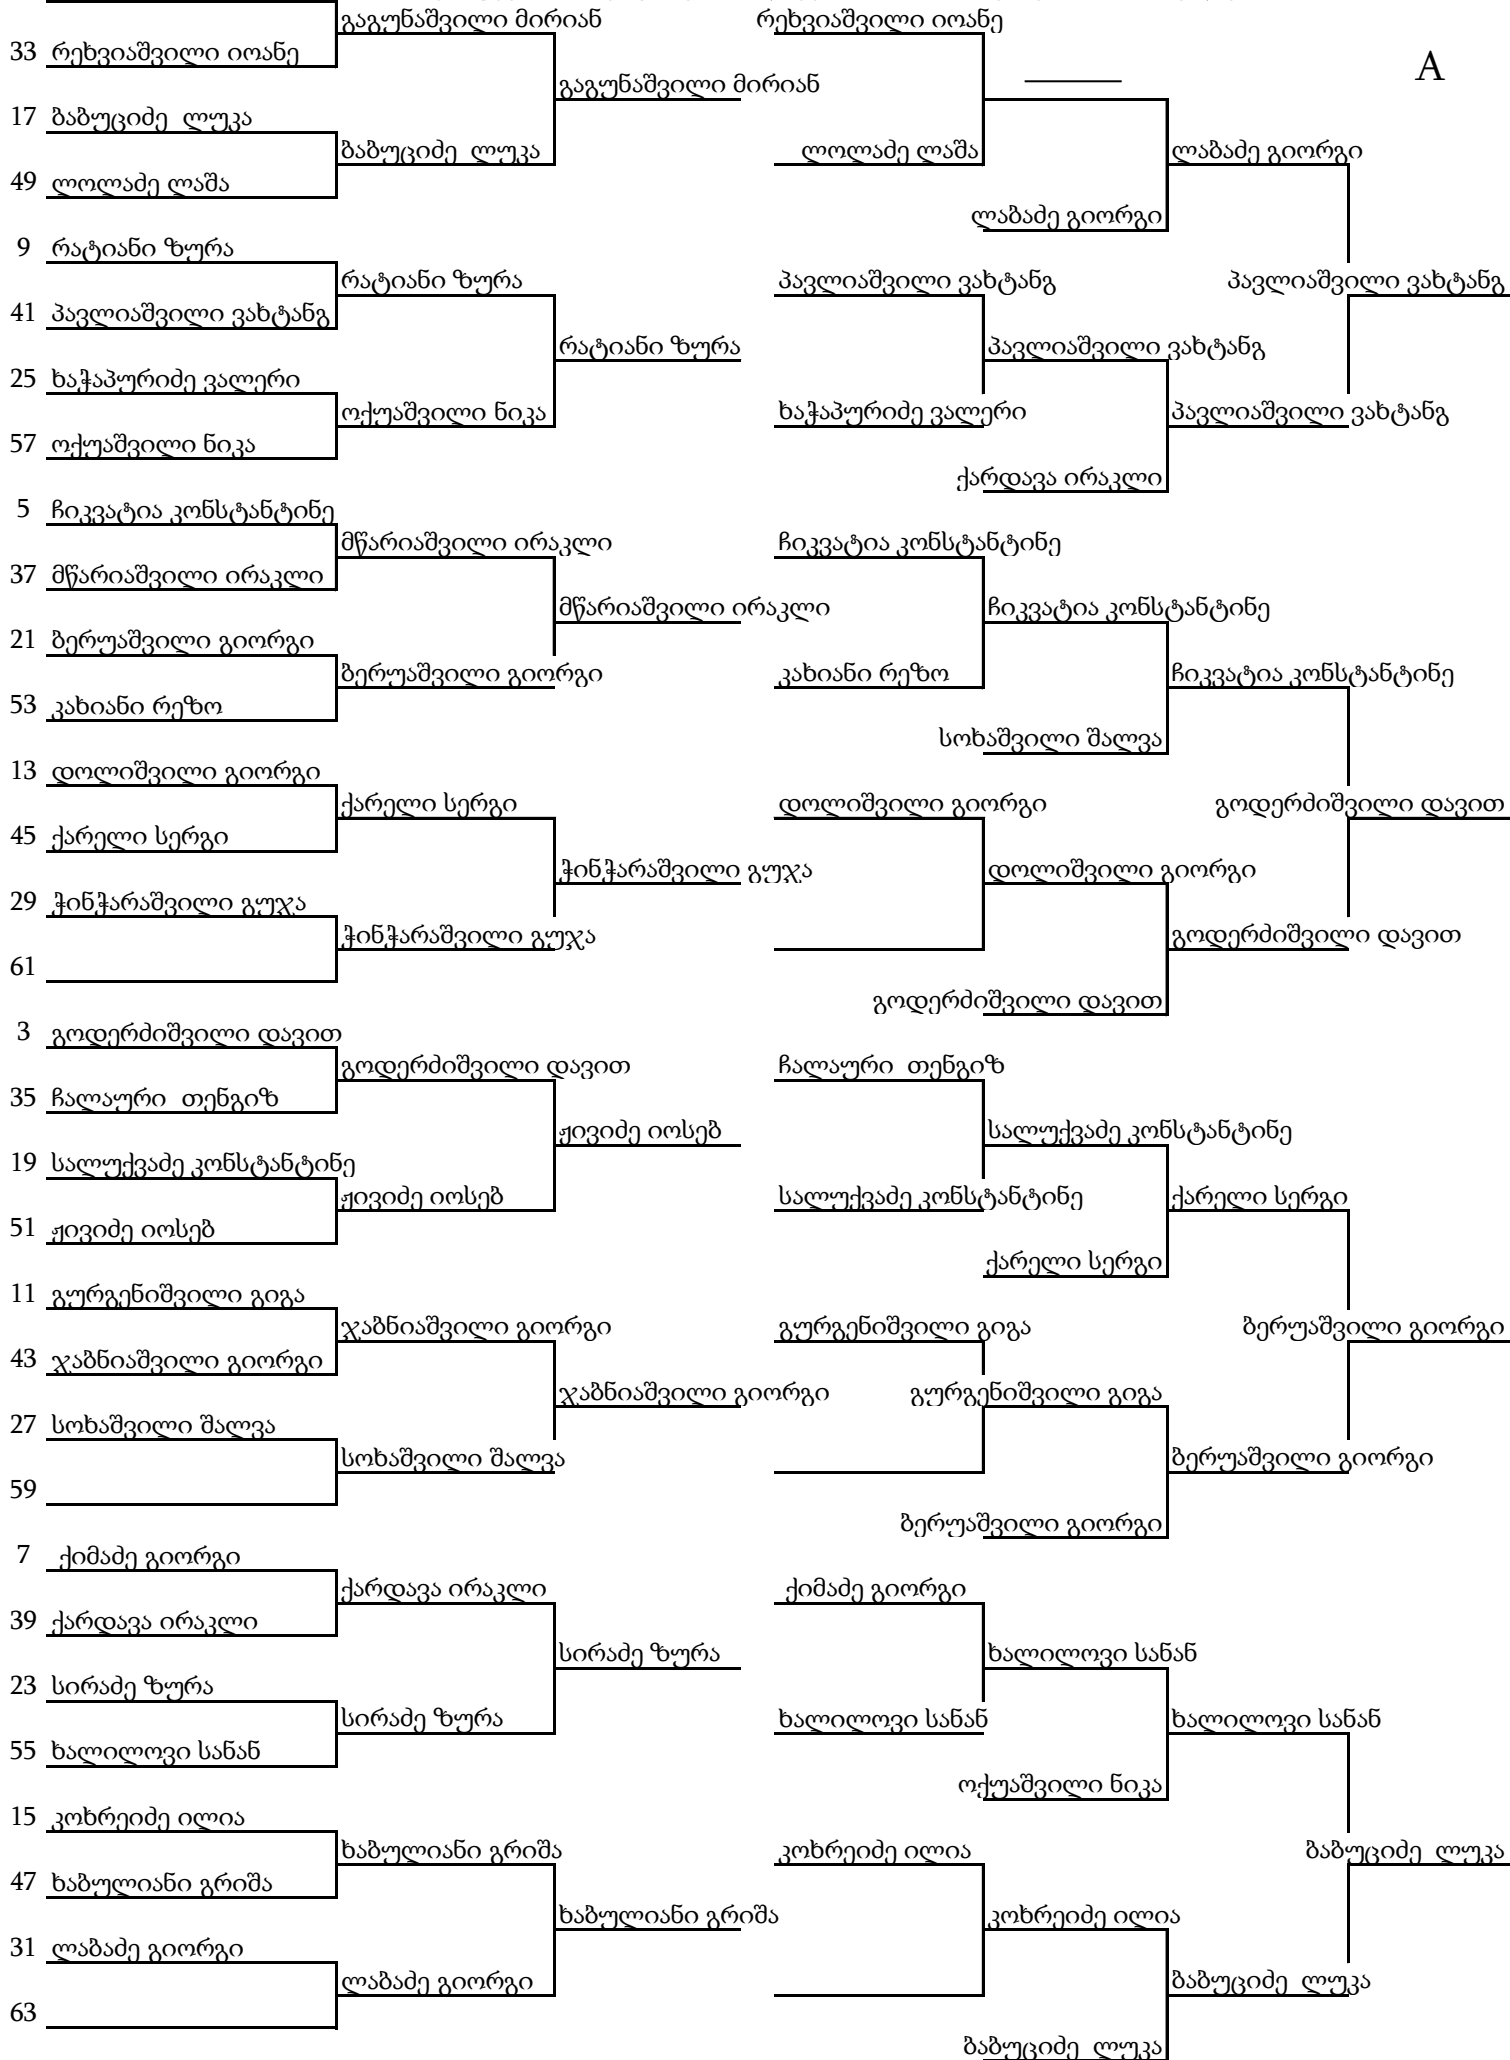 გაგუნაშვილი მირიან რეხვიაშვილი იოანე
33 რეხვიაშვილი იოანე A
გაგუნაშვილი მირიან
17 ბაბუციძე ლუკა
ბაბუციძე ლუკა ლოლაძე ლაშა ლაბაძე გიორგი
49 ლოლაძე ლაშა
ლაბაძე გიორგი
9 რატიანი ზურა
რატიანი ზურა პავლიაშვილი ვახტანგ პავლიაშვილი ვახტანგ
41 პავლიაშვილი ვახტანგ
რატიანი ზურა პავლიაშვილი ვახტანგ
25 ხაჭაპურიძე ვალერი
ოქუაშვილი ნიკა ხაჭაპურიძე ვალერი პავლიაშვილი ვახტანგ
57 ოქუაშვილი ნიკა
ქარდავა ირაკლი
5 ჩიკვატია კონსტანტინე
მწარიაშვილი ირაკლი ჩიკვატია კონსტანტინე
37 მწარიაშვილი ირაკლი
მწარიაშვილი ირაკლი ჩიკვატია კონსტანტინე
21 ბერუაშვილი გიორგი
ბერუაშვილი გიორგი კახიანი რეზო ჩიკვატია კონსტანტინე
53 კახიანი რეზო
სოხაშვილი შალვა
13 დოლიშვილი გიორგი
ქარელი სერგი დოლიშვილი გიორგი გოდერძიშვილი დავით
45 ქარელი სერგი
ჭინჭარაშვილი გუჯა დოლიშვილი გიორგი
29 ჭინჭარაშვილი გუჯა
ჭინჭარაშვილი გუჯა გოდერძიშვილი დავით
61
გოდერძიშვილი დავით
3 გოდერძიშვილი დავით
გოდერძიშვილი დავით ჩალაური თენგიზ
35 ჩალაური თენგიზ
ჟივიძე იოსებ სალუქვაძე კონსტანტინე
19 სალუქვაძე კონსტანტინე
ჟივიძე იოსებ სალუქვაძე კონსტანტინე ქარელი სერგი
51 ჟივიძე იოსებ
ქარელი სერგი
11 გურგენიშვილი გიგა
ჯაბნიაშვილი გიორგი გურგენიშვილი გიგა ბერუაშვილი გიორგი
43 ჯაბნიაშვილი გიორგი
ჯაბნიაშვილი გიორგი გურგენიშვილი გიგა
27 სოხაშვილი შალვა
სოხაშვილი შალვა ბერუაშვილი გიორგი
59
ბერუაშვილი გიორგი
7 ქიმაძე გიორგი
ქარდავა ირაკლი ქიმაძე გიორგი
39 ქარდავა ირაკლი
სირაძე ზურა ხალილოვი სანან
23 სირაძე ზურა
სირაძე ზურა ხალილოვი სანან ხალილოვი სანან
55 ხალილოვი სანან
ოქუაშვილი ნიკა
15 კოხრეიძე ილია
ხაბულიანი გრიშა კოხრეიძე ილია ბაბუციძე ლუკა
47 ხაბულიანი გრიშა
ხაბულიანი გრიშა კოხრეიძე ილია
31 ლაბაძე გიორგი
ლაბაძე გიორგი ბაბუციძე ლუკა
63
ბაბუციძე ლუკა